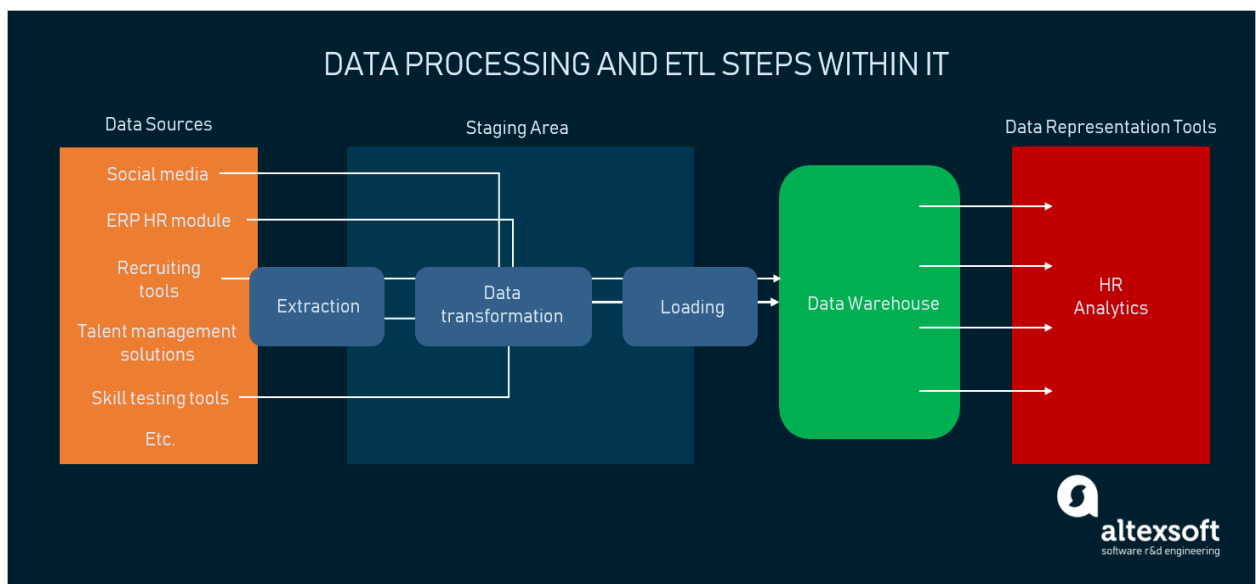 DATA PROCESSING AND ETL STEPS WITHIN IT
Data Sources
Staging Area
Data Representation Tools
Social media
ERP HR module
Recruiting
tools
Talent management
solutions
Skill testing tools
Etc.
Extraction
Data
transformation
Loading
Data Warehouse
HR
Analytics
altexsoft
software r&d engineering